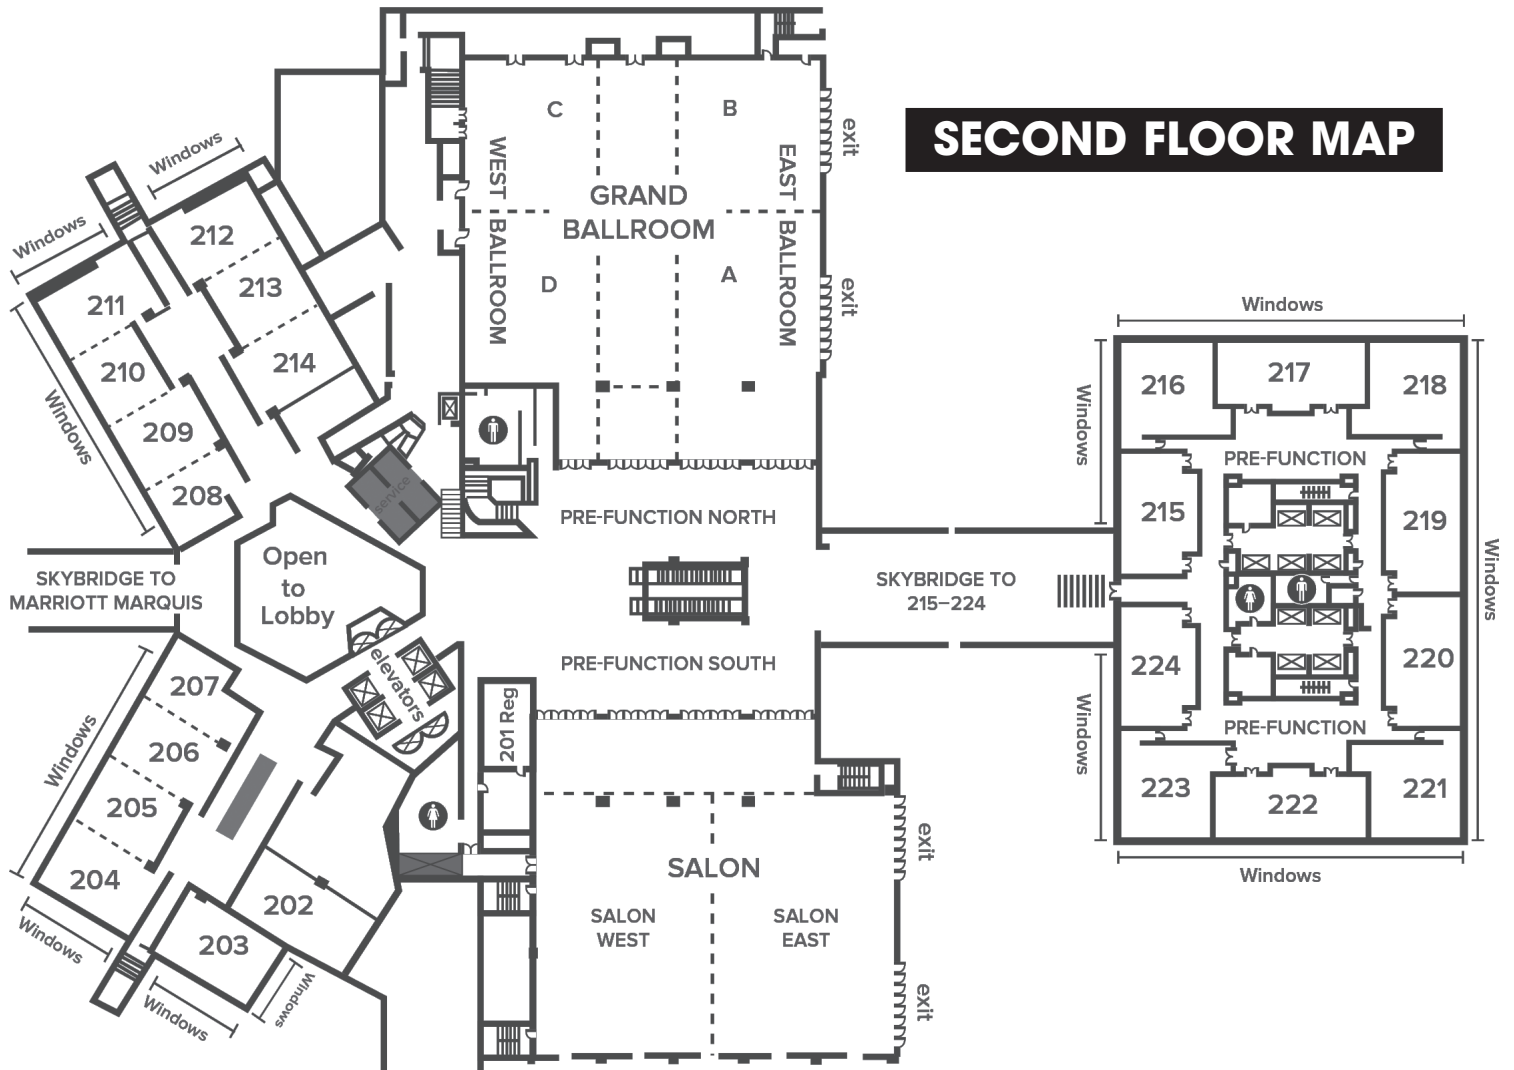 SECOND FLOOR MAP
C
B
exit
WEST BALLROOM
EAST BALLROOM
GRAND
BALLROOM
D
A
exit
Windows
Windows
212
213
211
214
210
Windows
209
208
service
Open
to
Lobby
SKYBRIDGE TO
MARRIOTT MARQUIS
PRE-FUNCTION NORTH
SKYBRIDGE TO
215–224
PRE-FUNCTION SOUTH
elevators
201 Reg
207
206
Windows
205
204
202
203
Windows
Windows
Windows
SALON
SALON
WEST
SALON
EAST
exit
exit
Windows
216
217
218
Windows
PRE-FUNCTION
215
219
Windows
224
220
PRE-FUNCTION
Windows
223
222
221
Windows